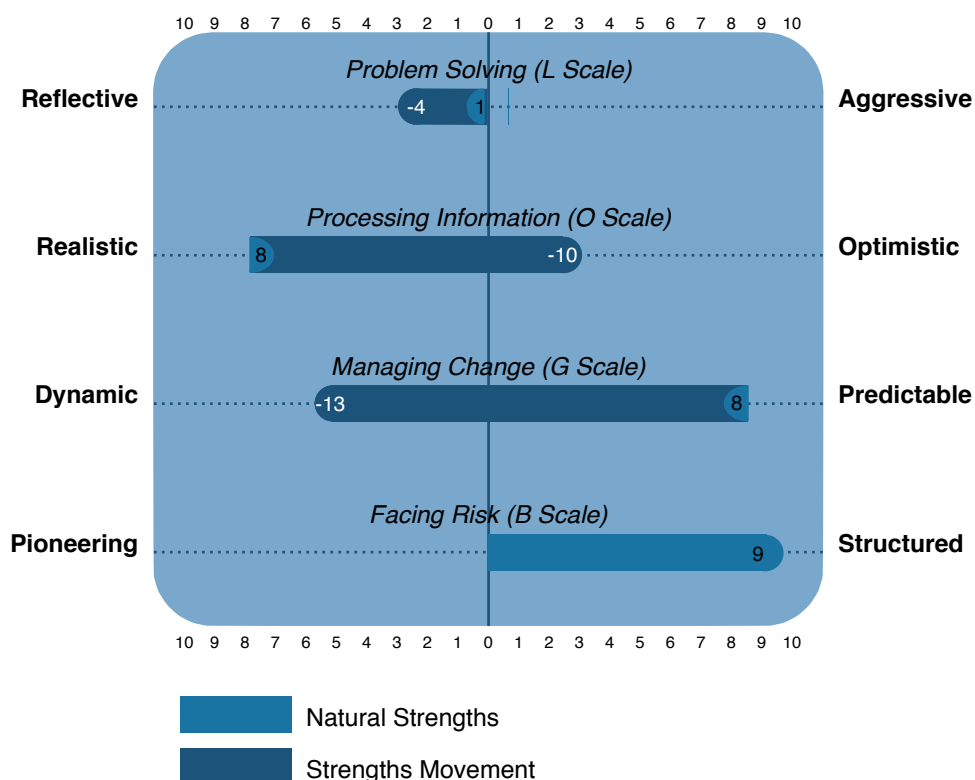 10 9 8 7 6 5 4 3 2 1 0 1 2 3 4 5 6 7 8 9 10
Problem Solving (L Scale)
Reflective -4 1 Aggressive
Processing Information (O Scale)
Realistic 8 -10 Optimistic
Managing Change (G Scale)
Dynamic -13 8 Predictable
Facing Risk (B Scale)
Pioneering 9 Structured
10 9 8 7 6 5 4 3 2 1 0 1 2 3 4 5 6 7 8 9 10
Natural Strengths
Strengths Movement